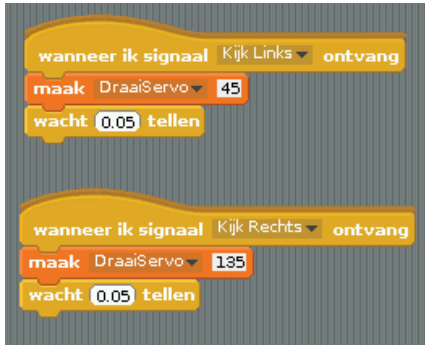 wanneer ik signaal Kijk Links ontvang
maak DraaiServo 45
wacht 0.05 tellen
wanneer ik signaal Kijk Rechts ontvang
maak DraaiServo 135
wacht 0.05 tellen